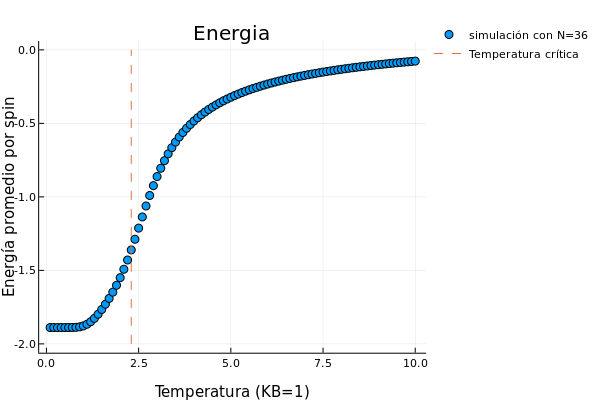 Energia
simulación con N=36
Temperatura crítica
Energía promedio por spin
0.0
-0.5
-1.0
-1.5
-2.0
0.0 2.5 5.0 7.5 10.0
Temperatura (KB=1)